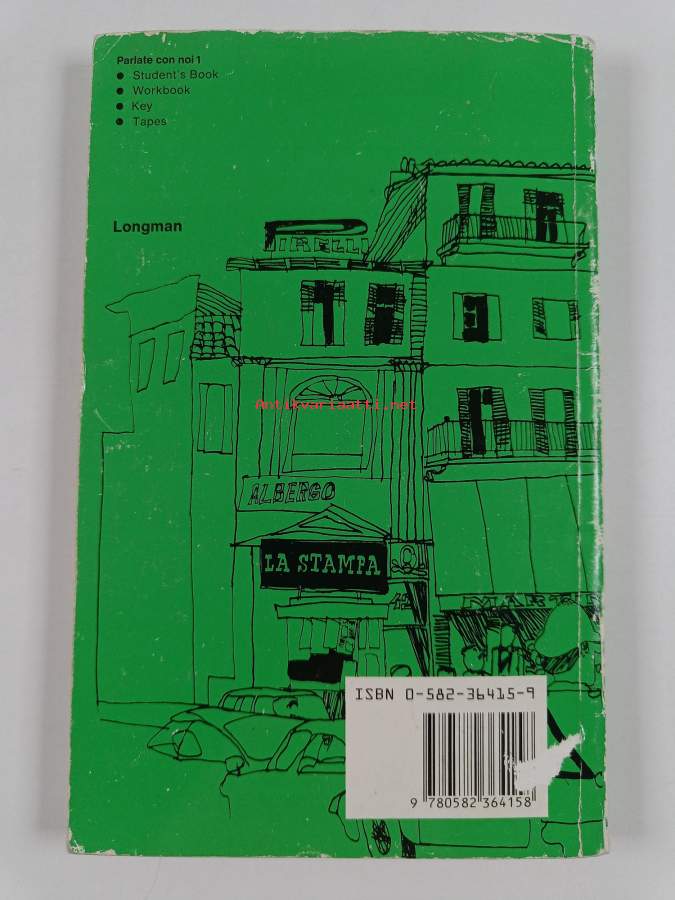 Parlate con noi 1
● Student's Book
● Workbook
● Key
● Tapes
Longman
PIRELLI
Antikvariaatti.net
ALBERGO
LA STAMPA
ISBN 0-582-36415-9
9 780582 364158